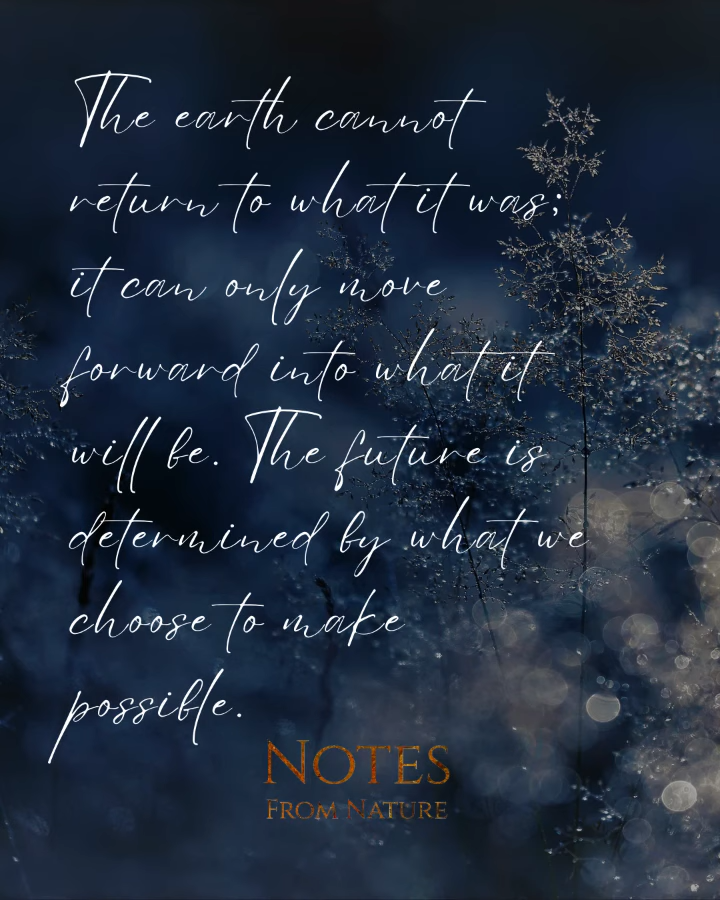 The earth cannot
return to what it was;
it can only move
forward into what it
will be. The future is
determined by what we
choose to make
possible.
NOTES
FROM NATURE